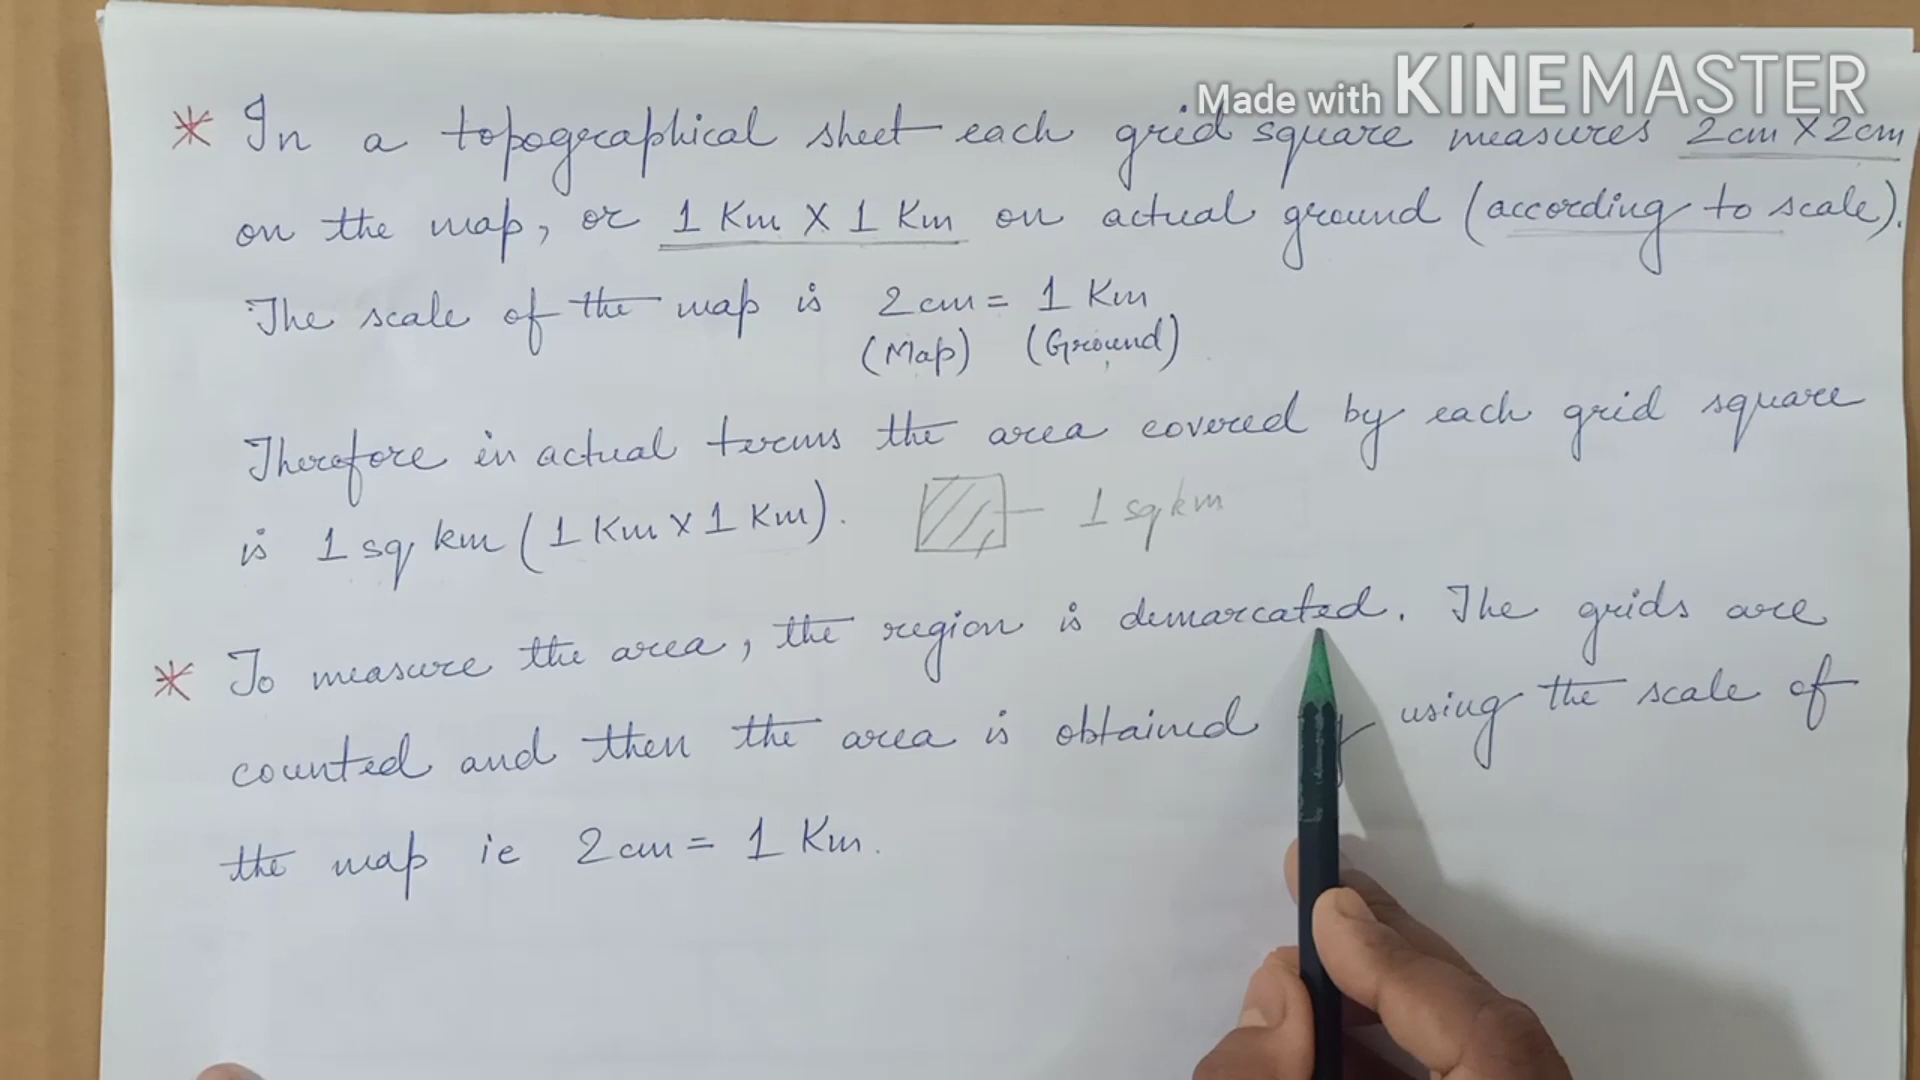 Made with KINEMASTER
* In a topographical sheet each grid square measures 2cm X 2cm
on the map, or 1 Km X 1 Km on actual ground (according to scale).
The scale of the map is 2 cm = 1 Km
(Map) (Ground)
Therefore in actual terms the area covered by each grid square
is 1 sq km (1 Km X 1 Km). 1 sq km
* To measure the area, the region is demarcated. The grids are
counted and then the area is obtained using the scale of
the map ie 2 cm = 1 Km.